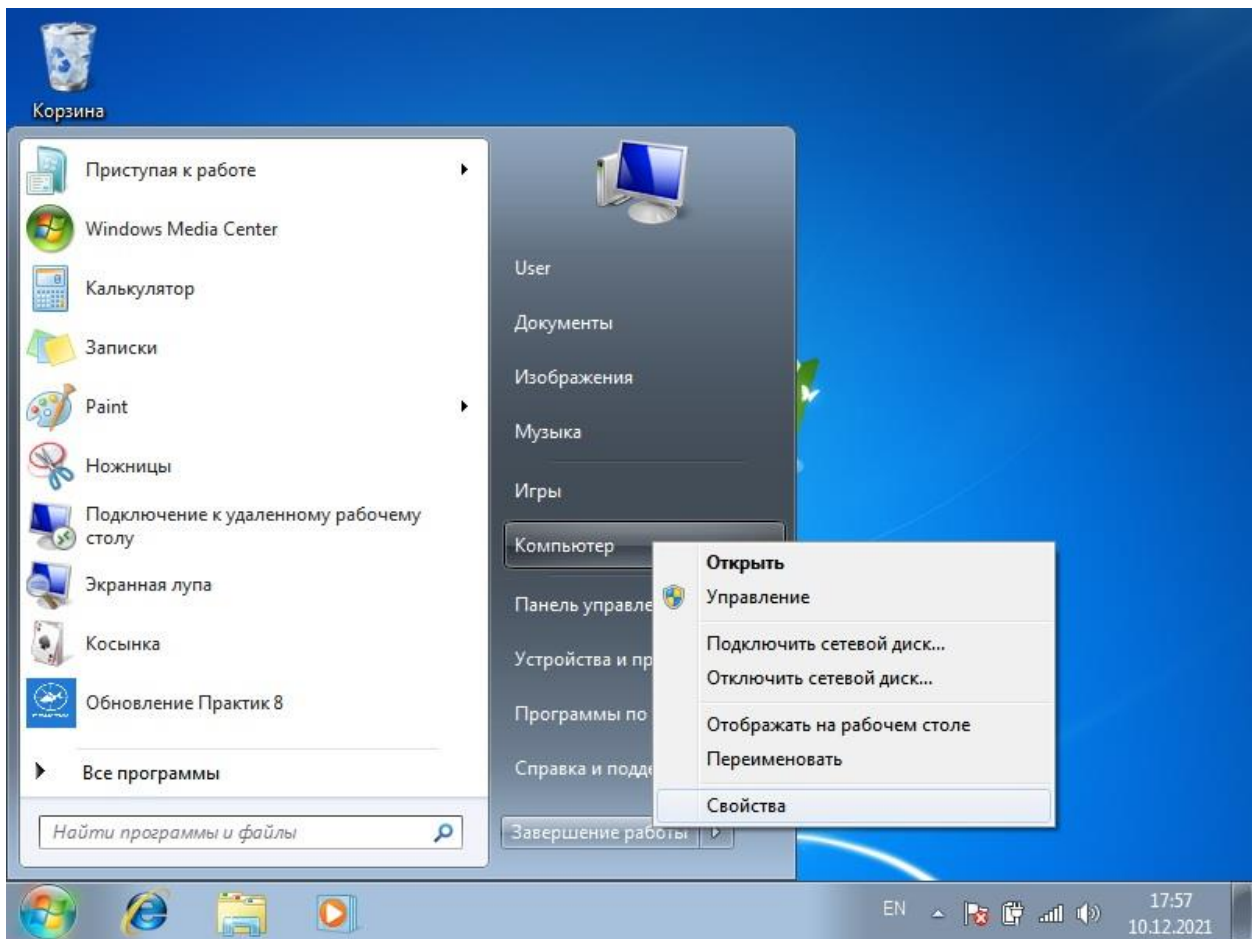 Корзина
Приступая к работе
Windows Media Center
Калькулятор
Записки
Paint
Ножницы
Подключение к удаленному рабочему
столу
Экранная лупа
Косынка
Обновление Практик 8
Все программы
Найти программы и файлы
User
Документы
Изображения
Музыка
Игры
Компьютер
Панель управле
Устройства и пр
Программы по
Справка и подде
Завершение работы
Открыть
Управление
Подключить сетевой диск...
Отключить сетевой диск...
Отображать на рабочем столе
Переименовать
Свойства
EN
17:57
10.12.2021